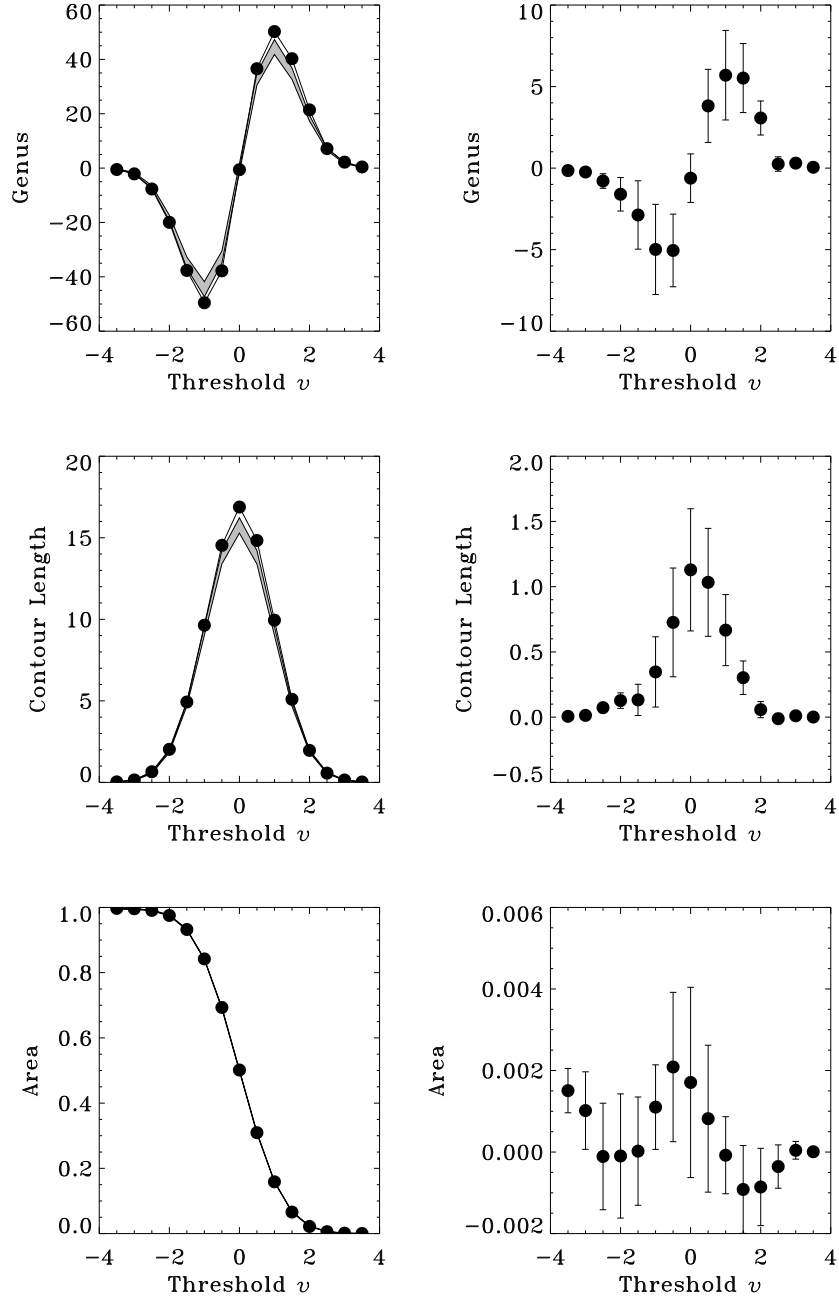 60
40
20
0
−20
−40
−60
Genus
−4 −2 0 2 4
Threshold ν
10
5
0
−5
−10
Genus
−4 −2 0 2 4
Threshold ν
20
15
10
5
0
Contour Length
−4 −2 0 2 4
Threshold ν
2.0
1.5
1.0
0.5
0.0
−0.5
Contour Length
−4 −2 0 2 4
Threshold ν
1.0
0.8
0.6
0.4
0.2
0.0
Area
−4 −2 0 2 4
Threshold ν
0.006
0.004
0.002
0.000
−0.002
Area
−4 −2 0 2 4
Threshold ν